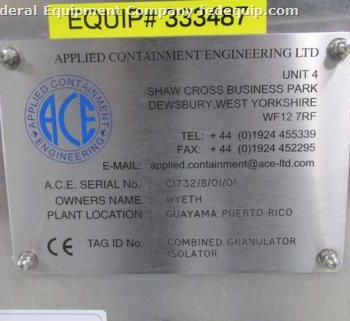 deral Equipment Company fedequip.com
EQUIP# 333487
APPLIED CONTAINMENT ENGINEERING LTD
UNIT 4
SHAW CROSS BUSINESS PARK
DEWSBURY,WEST YORKSHIRE
WF12 7RF
APPLIED CONTAINMENT
ACE
ENGINEERING
TEL: + 44 (0)1924 455339
FAX: + 44 (0)1924 452295
E-MAIL: applied.containment@ace-ltd.com
A.C.E. SERIAL No. : C1732/B/01/01
OWNERS NAME : WYETH
PLANT LOCATION : GUAYAMA, PUERTO RICO
CE TAG ID No. : COMBINED GRANULATOR
ISOLATOR